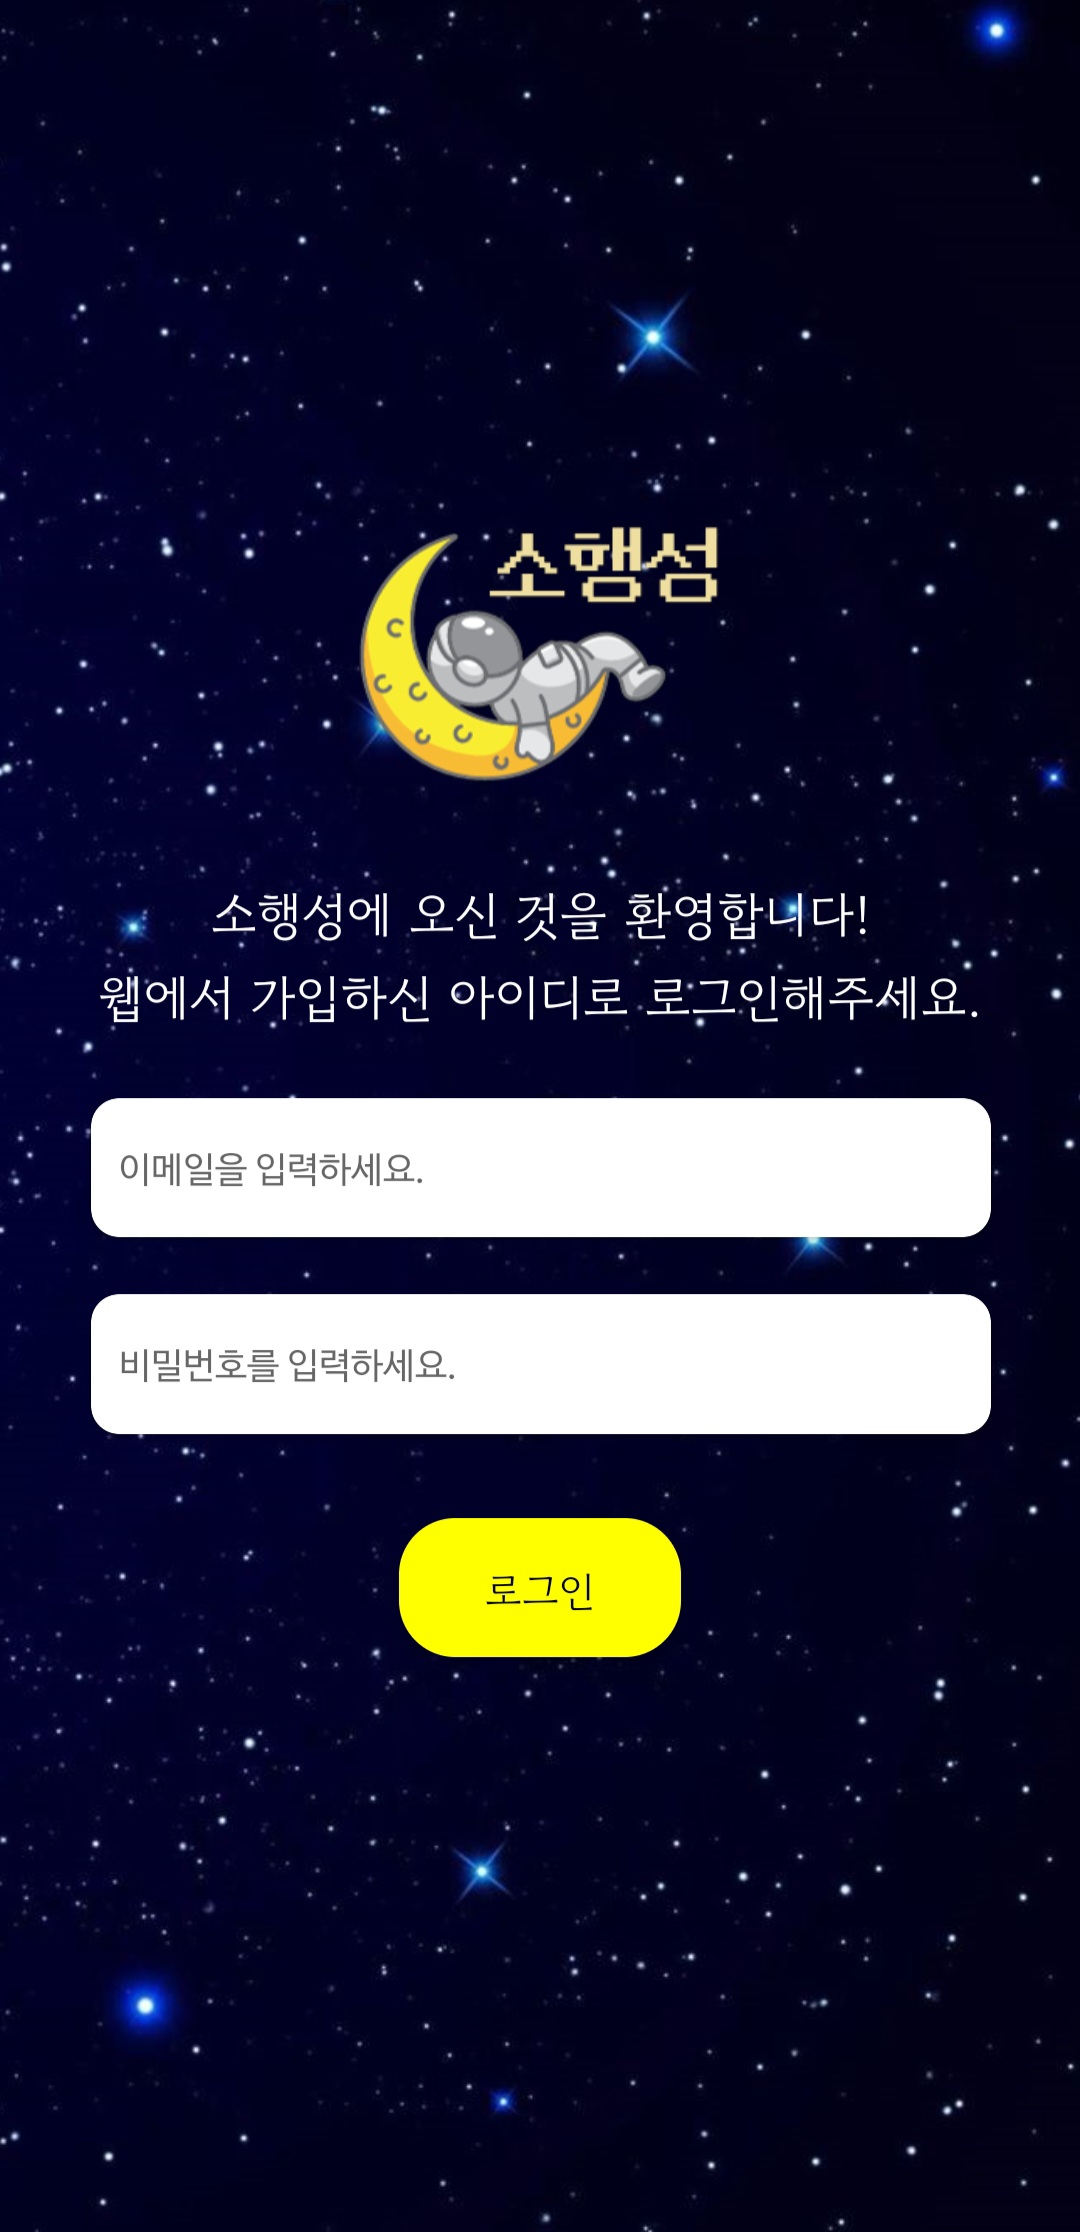 소행성
소행성에 오신 것을 환영합니다!
웹에서 가입하신 아이디로 로그인해주세요.
이메일을 입력하세요.
비밀번호를 입력하세요.
로그인